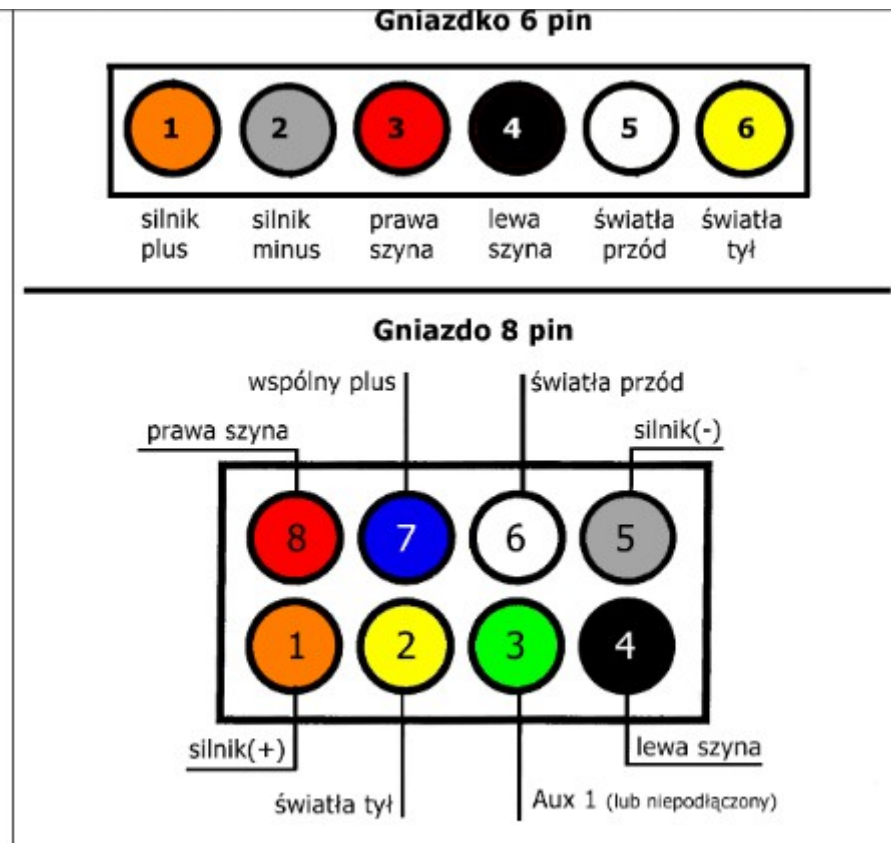 Gniazdko 6 pin
1 2 3 4 5 6
silnik plus
silnik minus
prawa szyna
lewa szyna
światła przód
światła tył
Gniazdo 8 pin
wspólny plus
światła przód
prawa szyna
silnik(-)
8 7 6 5
1 2 3 4
silnik(+)
lewa szyna
światła tył
Aux 1 (lub niepodłączony)